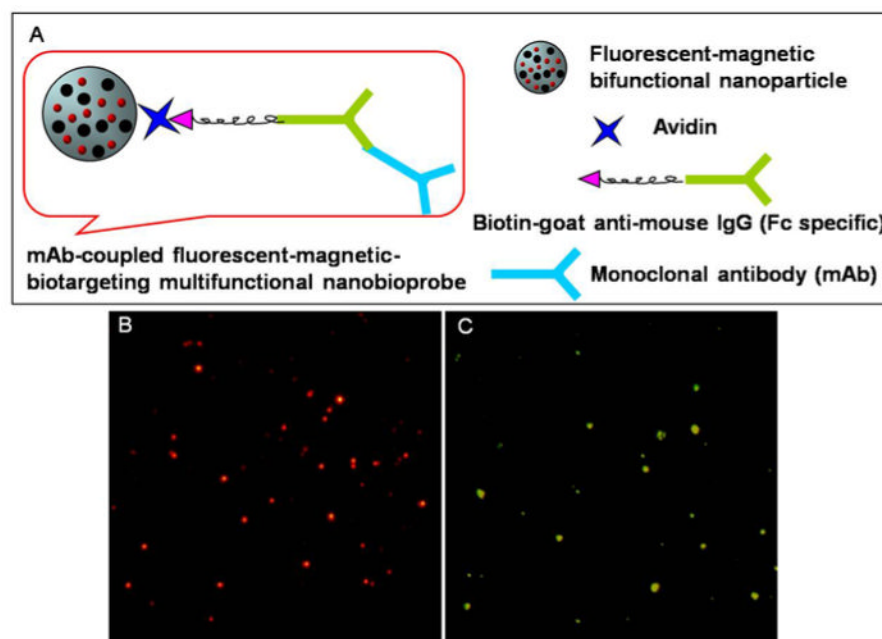 A
Fluorescent-magnetic
bifunctional nanoparticle
Avidin
Biotin-goat anti-mouse IgG (Fc specific)
mAb-coupled fluorescent-magnetic-
biotargeting multifunctional nanobioprobe
Monoclonal antibody (mAb)
B
C